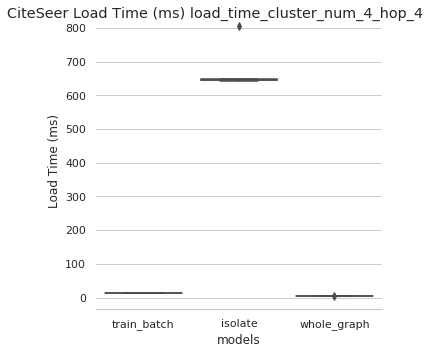 CiteSeer Load Time (ms) load_time_cluster_num_4_hop_4
800
700
600
500
400
300
200
100
0
Load Time (ms)
train_batch
isolate
whole_graph
models